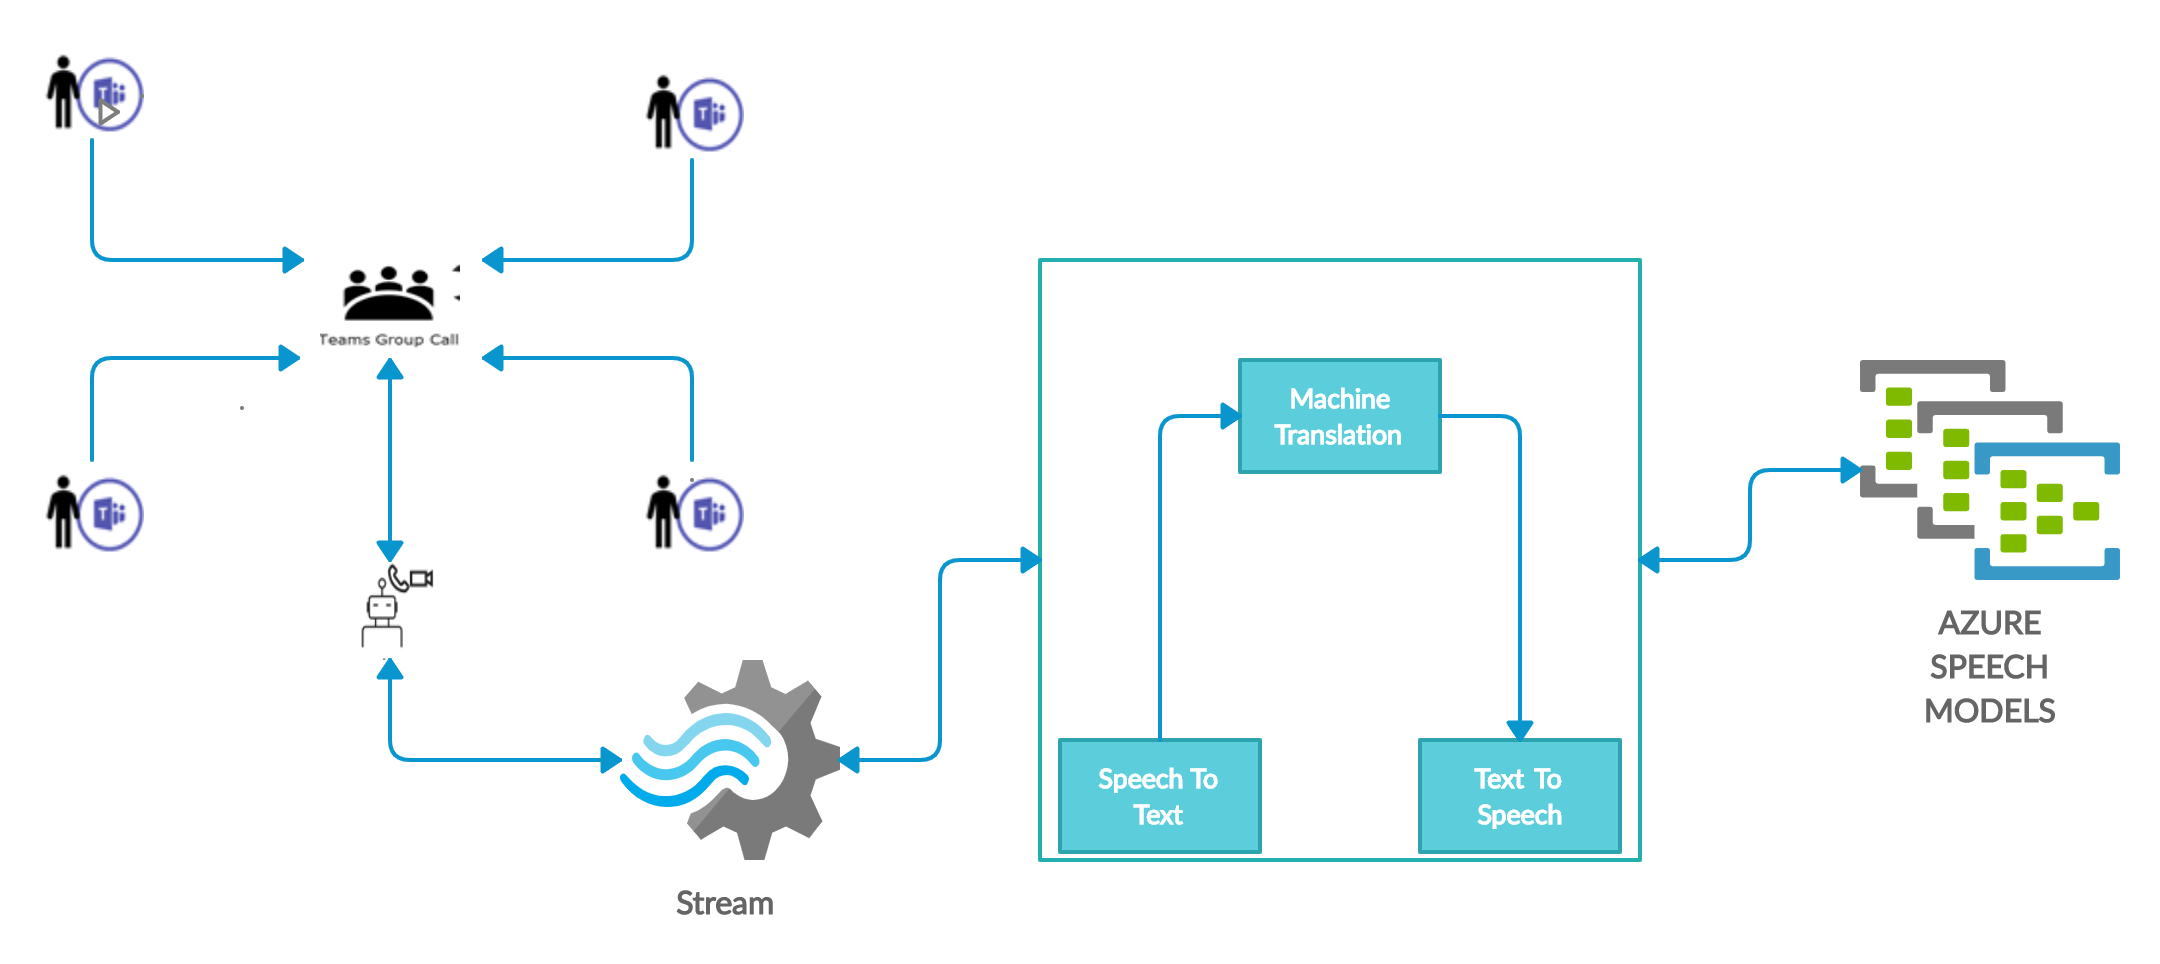 Teams Group Call
Machine
Translation
Speech To
Text
Text To
Speech
Stream
AZURE
SPEECH
MODELS